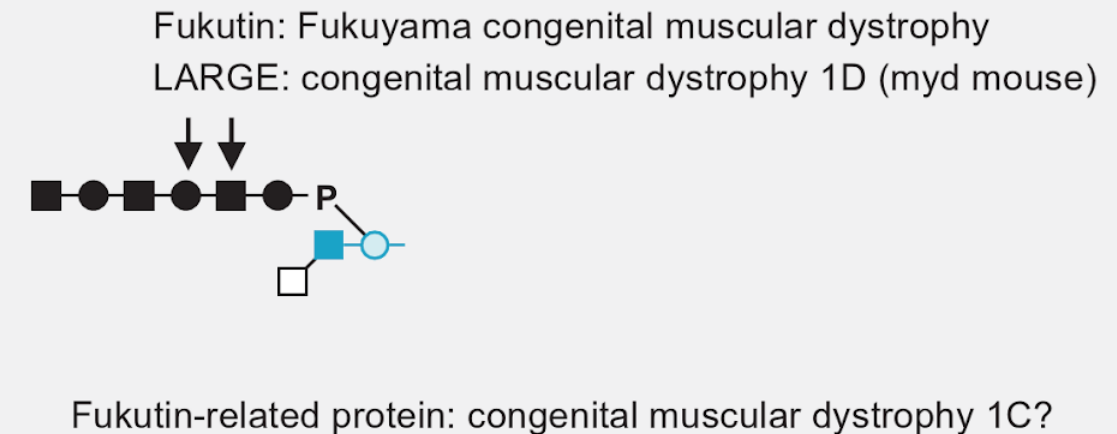 Fukutin: Fukuyama congenital muscular dystrophy
LARGE: congenital muscular dystrophy 1D (myd mouse)
P
Fukutin-related protein: congenital muscular dystrophy 1C?